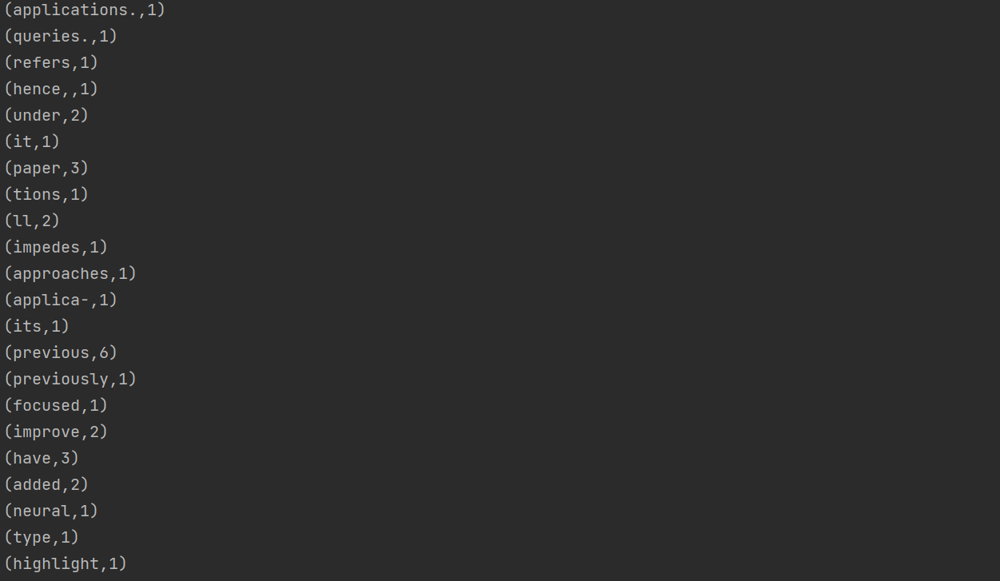 (applications.,1)
(queries.,1)
(refers,1)
(hence,,1)
(under,2)
(it,1)
(paper,3)
(tions,1)
(ll,2)
(impedes,1)
(approaches,1)
(applica-,1)
(its,1)
(previous,6)
(previously,1)
(focused,1)
(improve,2)
(have,3)
(added,2)
(neural,1)
(type,1)
(highlight,1)